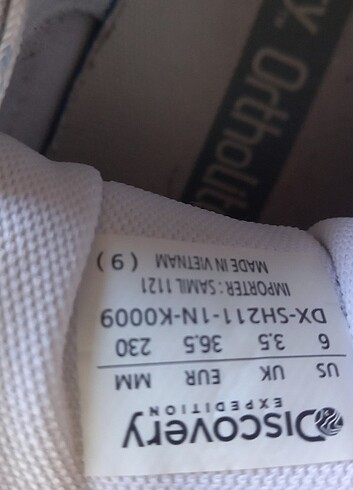 Discovery
EXPEDITION
US UK EUR MM
6 3.5 36.5 230
DX-SH211-1N-K0009
IMPORTER : SAMIL 1121
MADE IN VIETNAM ( 9 )